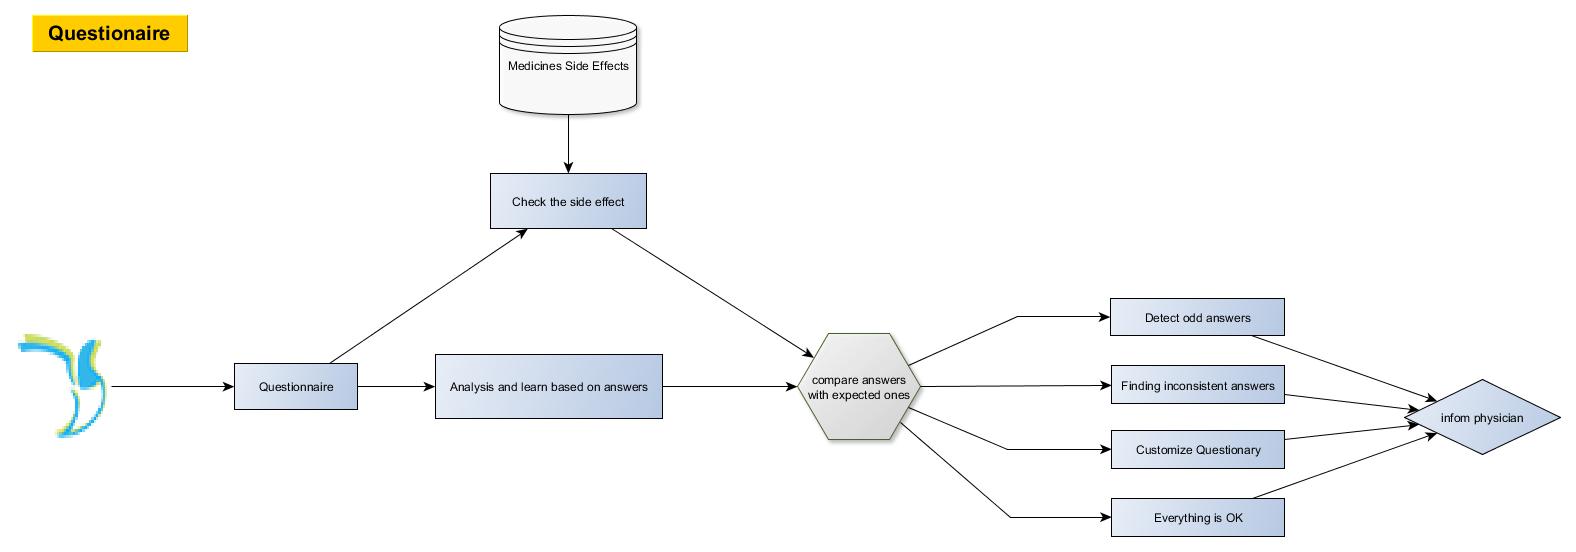 Questionaire
Medicines Side Effects
Check the side effect
Questionnaire
Analysis and learn based on answers
compare answers
with expected ones
Detect odd answers
Finding inconsistent answers
Customize Questionary
Everything is OK
infom physician